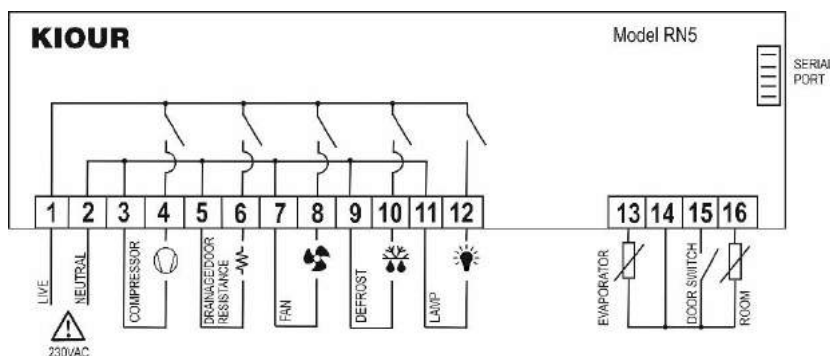 KIOUR
Model RN5
SERIAL
PORT
1 2 3 4 5 6 7 8 9 10 11 12
13 14 15 16
LIVE
NEUTRAL
COMPRESSOR
DRAINAGE/DOOR
RESISTANCE
FAN
DEFROST
LAMP
EVAPORATOR
DOOR SWITCH
ROOM
230VAC